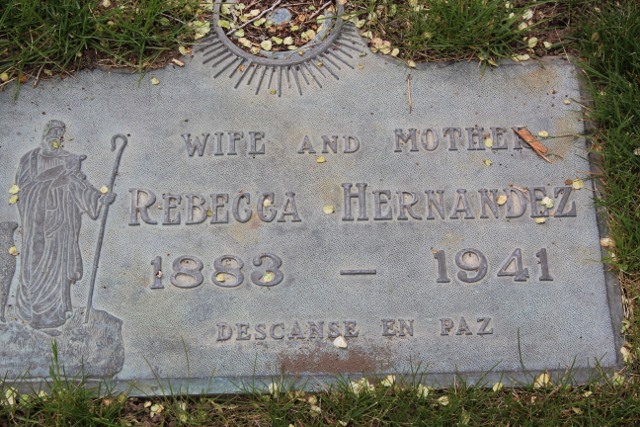 WIFE AND MOTHER
REBECCA HERNANDEZ
1883 — 1941
DESCANSE EN PAZ